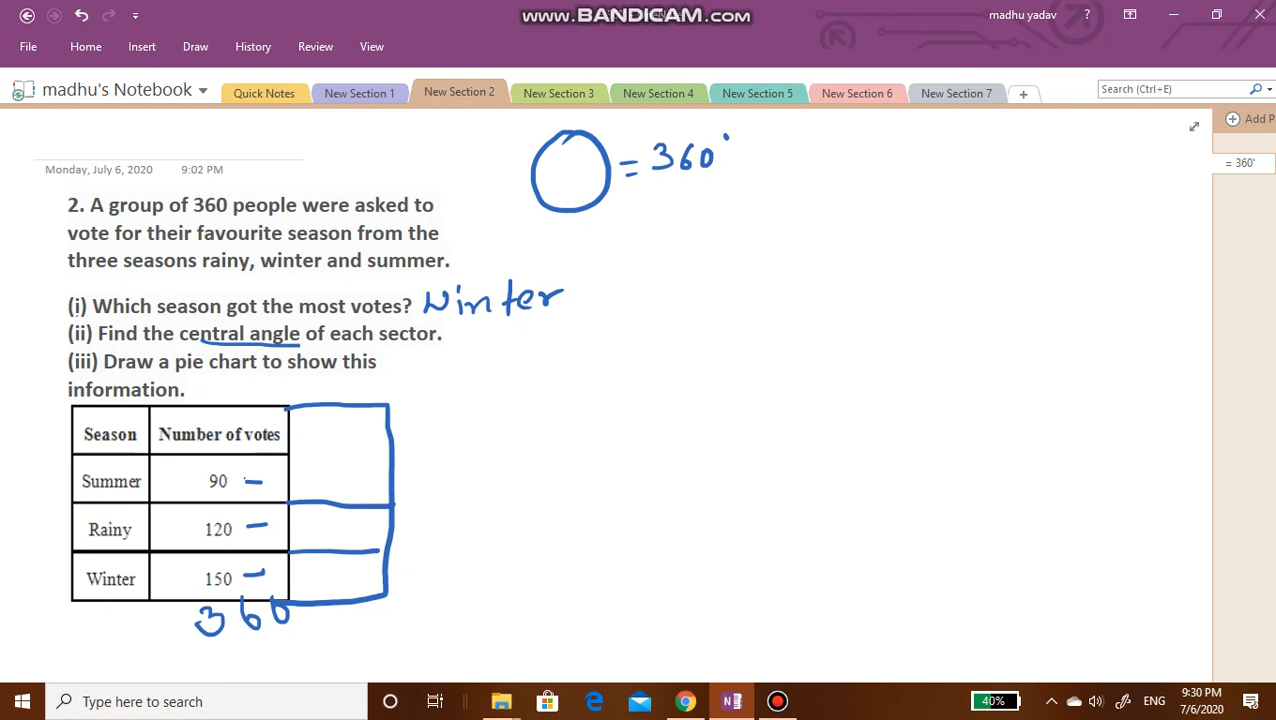 www.BANDICAM.com
madhu yadav
?
File Home Insert Draw History Review View
madhu's Notebook
Quick Notes New Section 1 New Section 2 New Section 3 New Section 4 New Section 5 New Section 6 New Section 7
Search (Ctrl+E)
Add P
= 360'
Monday, July 6, 2020 9:02 PM
= 360°
2. A group of 360 people were asked to
vote for their favourite season from the
three seasons rainy, winter and summer.
(i) Which season got the most votes? Winter
(ii) Find the central angle of each sector.
(iii) Draw a pie chart to show this
information.
Season Number of votes
Summer 90 -
Rainy 120 -
Winter 150 -
360
Type here to search
40%
ENG
9:30 PM
7/6/2020